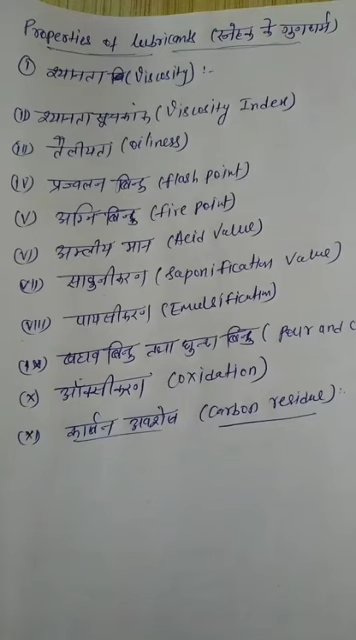 Properties of lubricants (स्नेहक के गुणधर्म)
(i) श्यानता (Viscosity) :-
(ii) श्यानता सूचकांक (Viscosity Index)
(iii) तैलीयता (oiliness)
(iv) प्रज्वलन बिन्दु (flash point)
(v) अग्नि बिन्दु (fire point)
(vi) अम्लीय मान (Acid value)
(vii) साबुनीकरण (Saponification value)
(viii) पायसीकरण (Emulsification)
(ix) बहाव बिन्दु तथा धुन्ध बिन्दु (pour and C
(x) ऑक्सीकरण (oxidation)
(xi) कार्बन अवशेष (Carbon residue) :-